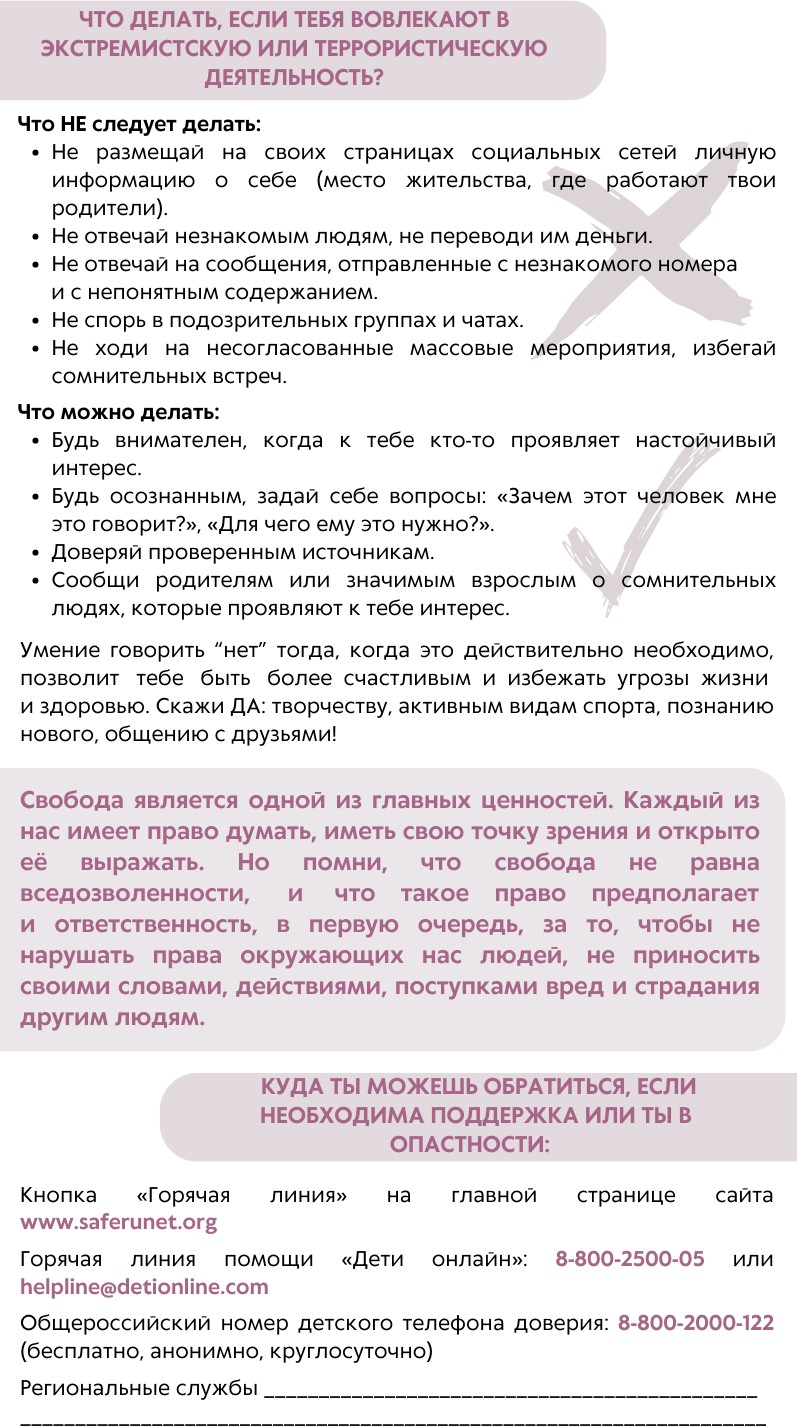 ЧТО ДЕЛАТЬ, ЕСЛИ ТЕБЯ ВОВЛЕКАЮТ В
ЭКСТРЕМИСТСКУЮ ИЛИ ТЕРРОРИСТИЧЕСКУЮ
ДЕЯТЕЛЬНОСТЬ?
Что НЕ следует делать:
• Не размещай на своих страницах социальных сетей личную
информацию о себе (место жительства, где работают твои
родители).
• Не отвечай незнакомым людям, не переводи им деньги.
• Не отвечай на сообщения, отправленные с незнакомого номера
и с непонятным содержанием.
• Не спорь в подозрительных группах и чатах.
• Не ходи на несогласованные массовые мероприятия, избегай
сомнительных встреч.
Что можно делать:
• Будь внимателен, когда к тебе кто-то проявляет настойчивый
интерес.
• Будь осознанным, задай себе вопросы: «Зачем этот человек мне
это говорит?», «Для чего ему это нужно?».
• Доверяй проверенным источникам.
• Сообщи родителям или значимым взрослым о сомнительных
людях, которые проявляют к тебе интерес.
Умение говорить “нет” тогда, когда это действительно необходимо,
позволит тебе быть более счастливым и избежать угрозы жизни
и здоровью. Скажи ДА: творчеству, активным видам спорта, познанию
нового, общению с друзьями!
Свобода является одной из главных ценностей. Каждый из
нас имеет право думать, иметь свою точку зрения и открыто
её выражать. Но помни, что свобода не равна
вседозволенности, и что такое право предполагает
и ответственность, в первую очередь, за то, чтобы не
нарушать права окружающих нас людей, не приносить
своими словами, действиями, поступками вред и страдания
другим людям.
КУДА ТЫ МОЖЕШЬ ОБРАТИТЬСЯ, ЕСЛИ
НЕОБХОДИМА ПОДДЕРЖКА ИЛИ ТЫ В
ОПАСТНОСТИ:
Кнопка «Горячая линия» на главной странице сайта
www.saferunet.org
Горячая линия помощи «Дети онлайн»: 8-800-2500-05 или
helpline@detionline.com
Общероссийский номер детского телефона доверия: 8-800-2000-122
(бесплатно, анонимно, круглосуточно)
Региональные службы ______________________________________________
______________________________________________________________________